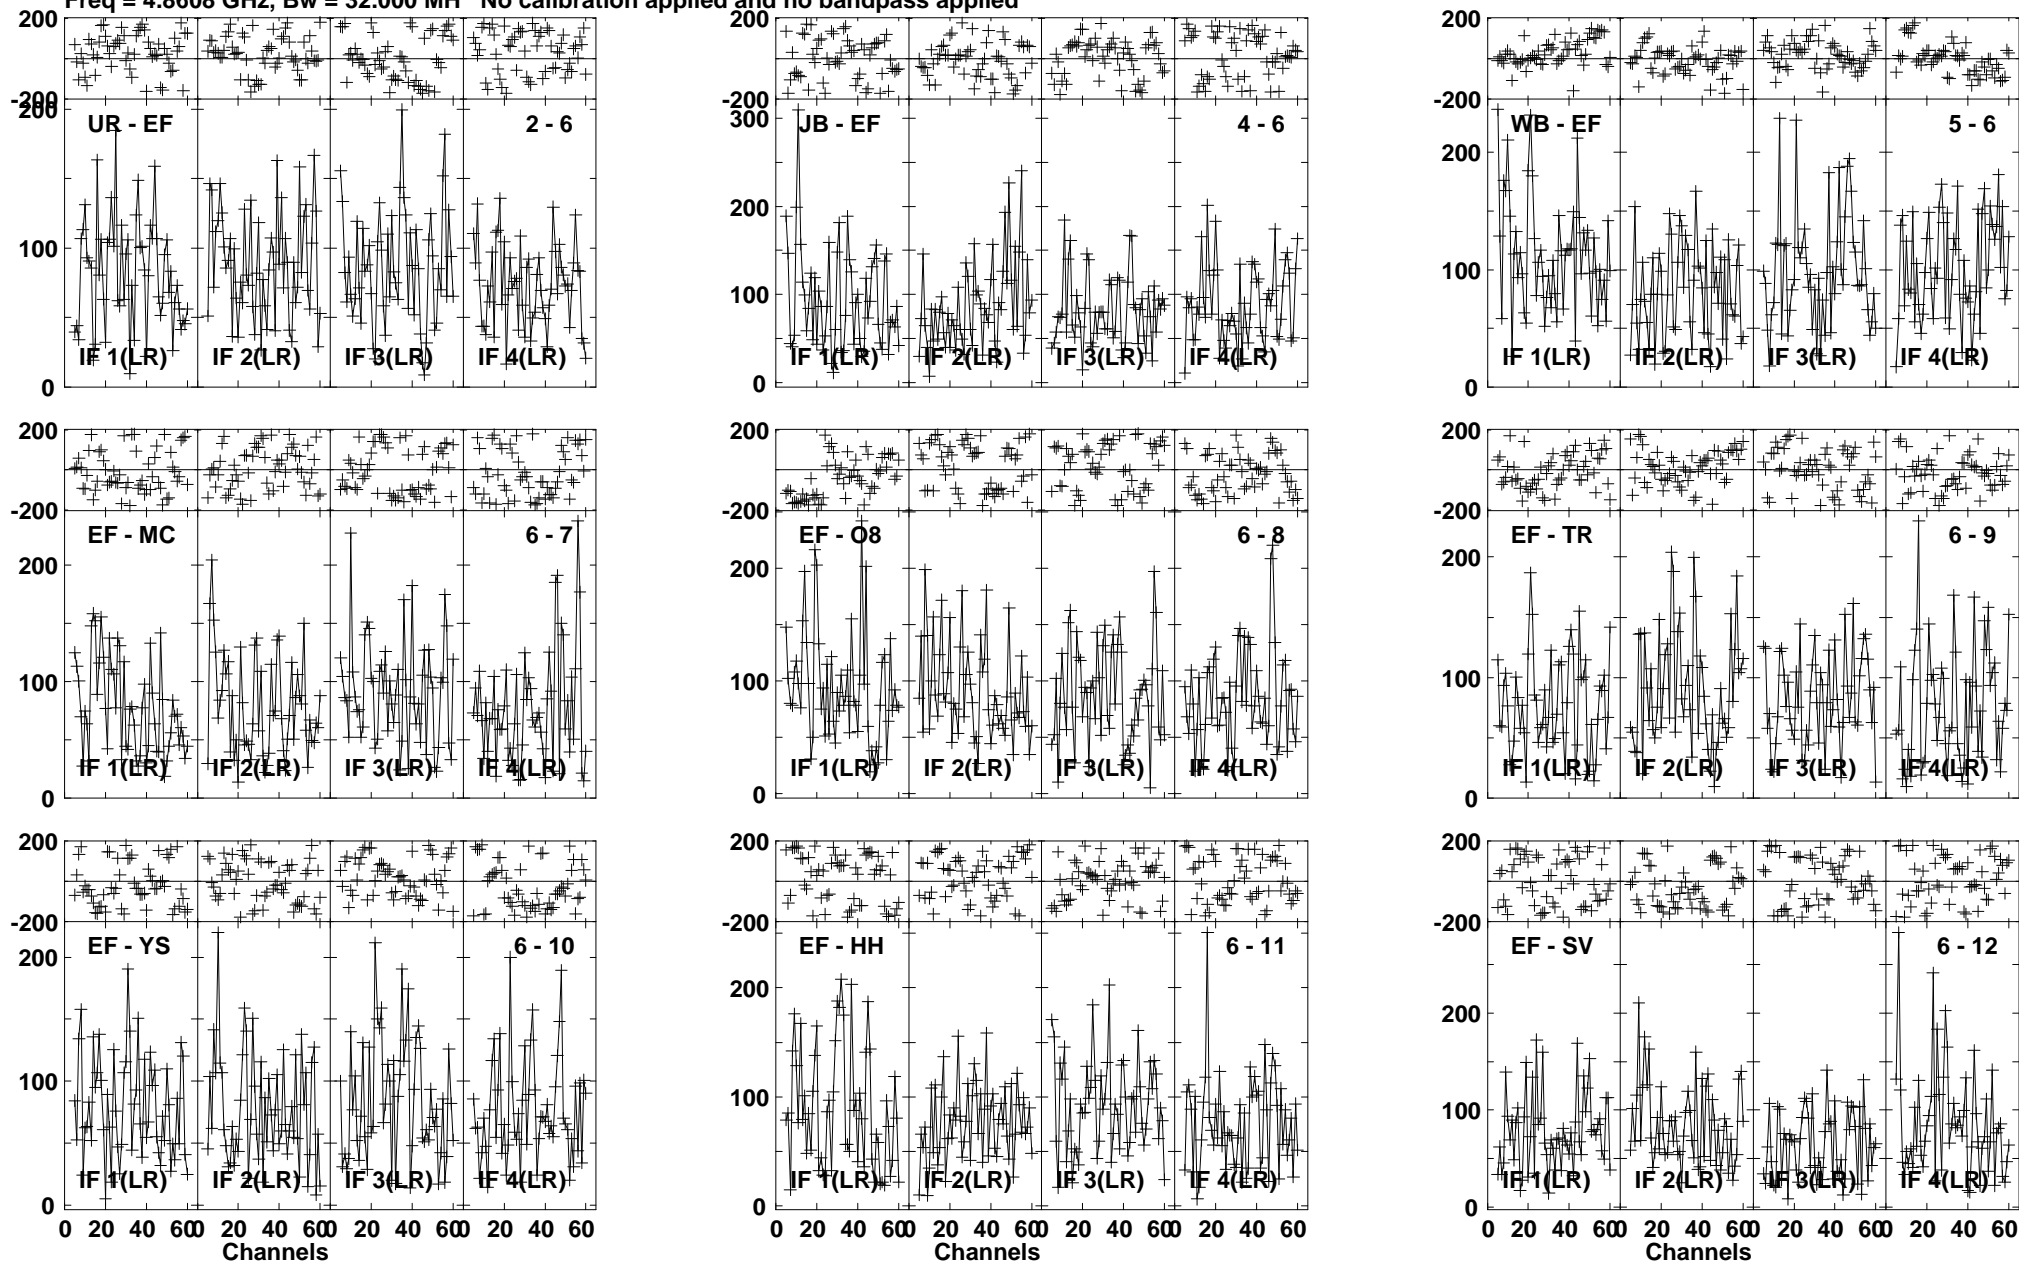 Freq = 4.8608 GHz, Bw = 32.000 MH No calibration applied and no bandpass applied
200 200 200
-200 -200 -200
200 300 200
UR - EF 2 - 6 JB - EF 4 - 6 WB - EF 5 - 6
100 200 100
100
IF 1(LR) IF 2(LR) IF 3(LR) IF 4(LR) IF 1(LR) IF 2(LR) IF 3(LR) IF 4(LR) IF 1(LR) IF 2(LR) IF 3(LR) IF 4(LR)
0 0 0
200 200 200
-200 -200 -200
EF - MC 6 - 7 EF - O8 6 - 8 EF - TR 6 - 9
200 200 200
100 100 100
IF 1(LR) IF 2(LR) IF 3(LR) IF 4(LR) IF 1(LR) IF 2(LR) IF 3(LR) IF 4(LR) IF 1(LR) IF 2(LR) IF 3(LR) IF 4(LR)
0 0 0
200 200 200
-200 -200 -200
EF - YS 6 - 10 EF - HH 6 - 11 EF - SV 6 - 12
200 200 200
100 100 100
IF 1(LR) IF 2(LR) IF 3(LR) IF 4(LR) IF 1(LR) IF 2(LR) IF 3(LR) IF 4(LR) IF 1(LR) IF 2(LR) IF 3(LR) IF 4(LR)
0 0 0
0 20 40 60 0 20 40 60 0 20 40 60 0 20 40 60 0 20 40 60 0 20 40 60 0 20 40 60 0 20 40 60 0 20 40 60 0 20 40 60 0 20 40 60 0 20 40 60
Channels Channels Channels